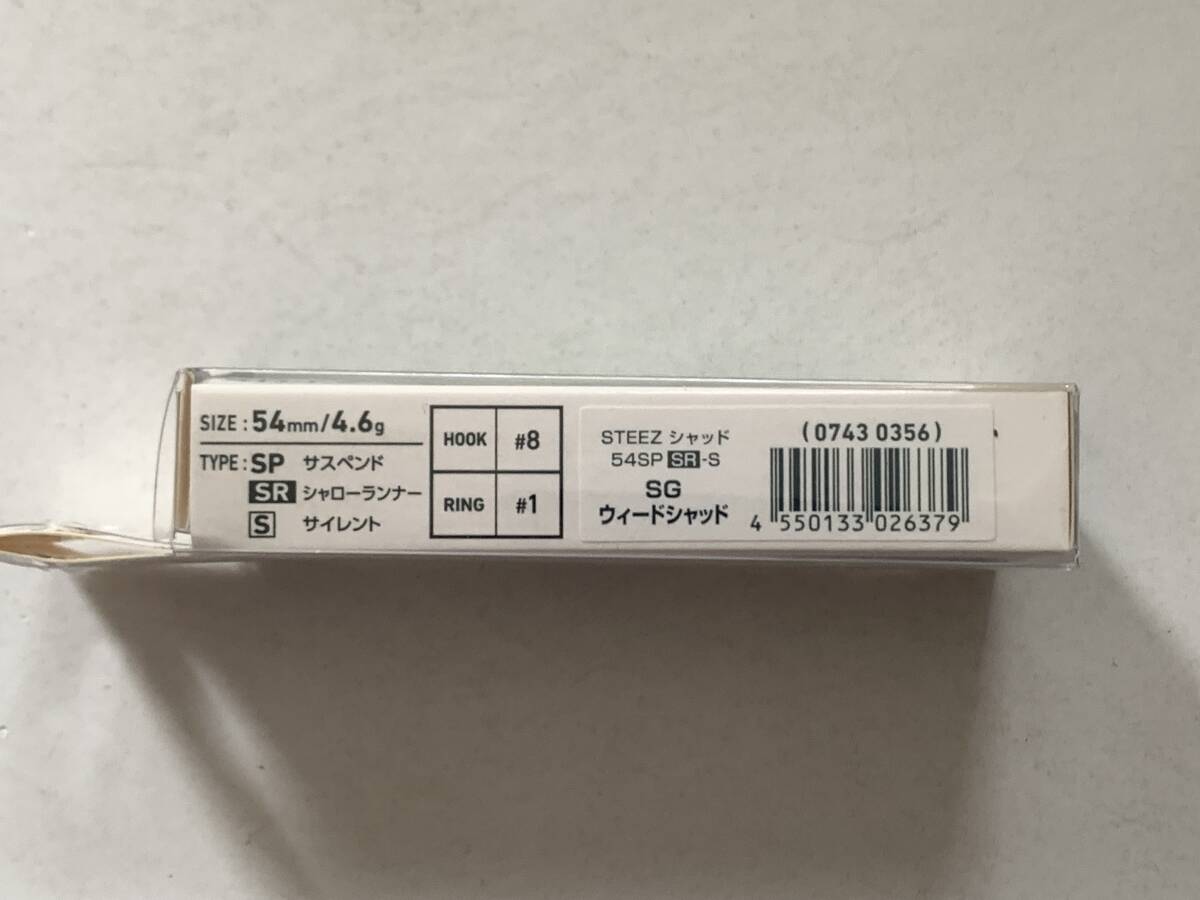 SIZE : 54mm/4.6g
TYPE : SP サスペンド
SR シャローランナー
S サイレント
HOOK #8
RING #1
STEEZ シャッド
54SP SR-S
SG
ウィードシャッド
(0743 0356)
4 550133 026379